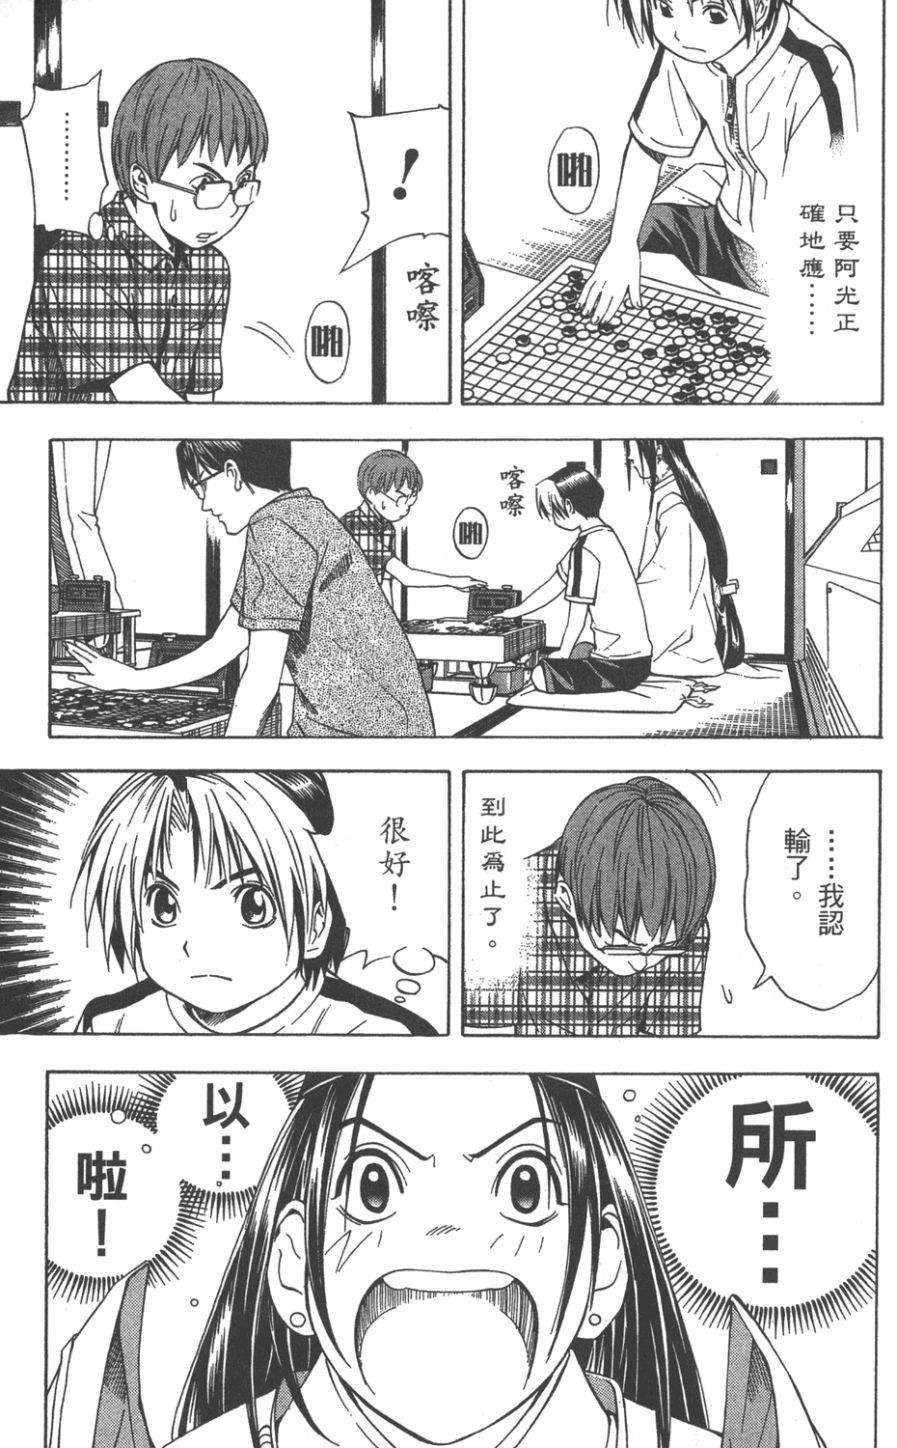 啪
只要阿光正
確地應……
！
喀嚓
啪
………
喀嚓
啪
……我認
輸了。
到此為止了。
很好！
所……
以…
啦！